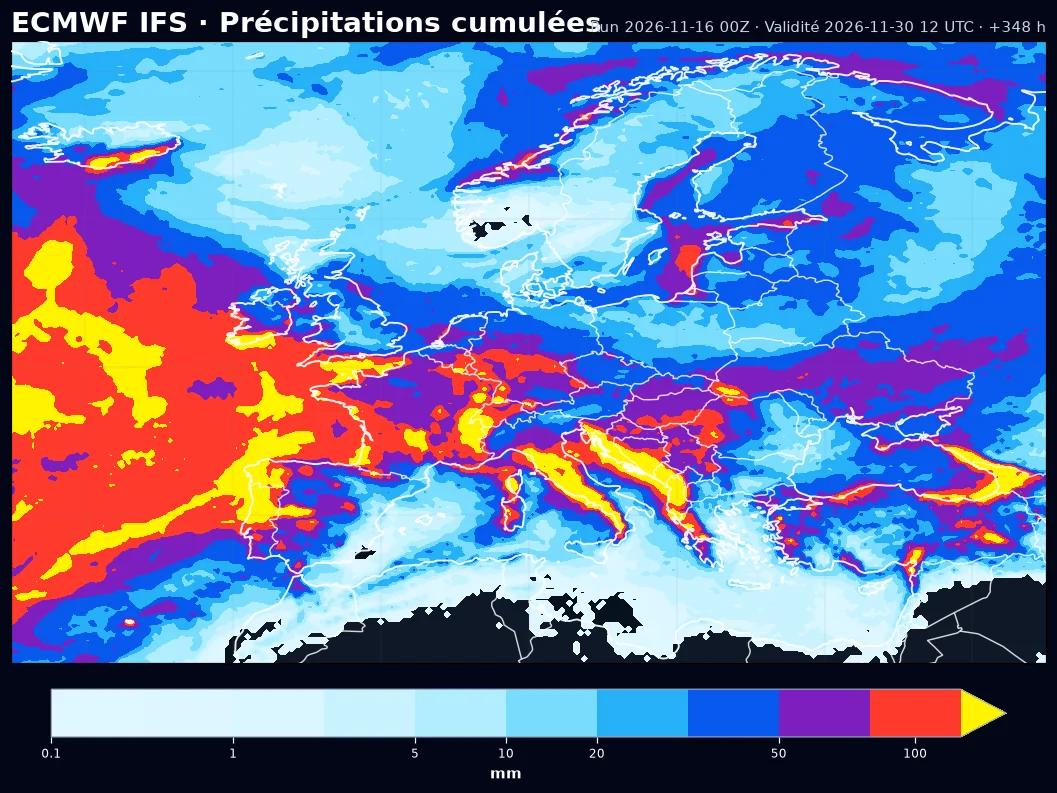 ECMWF IFS · Précipitations cumulées
Run 2026-11-16 00Z · Validité 2026-11-30 12 UTC · +348 h
0.1 1 5 10 20 50 100
mm